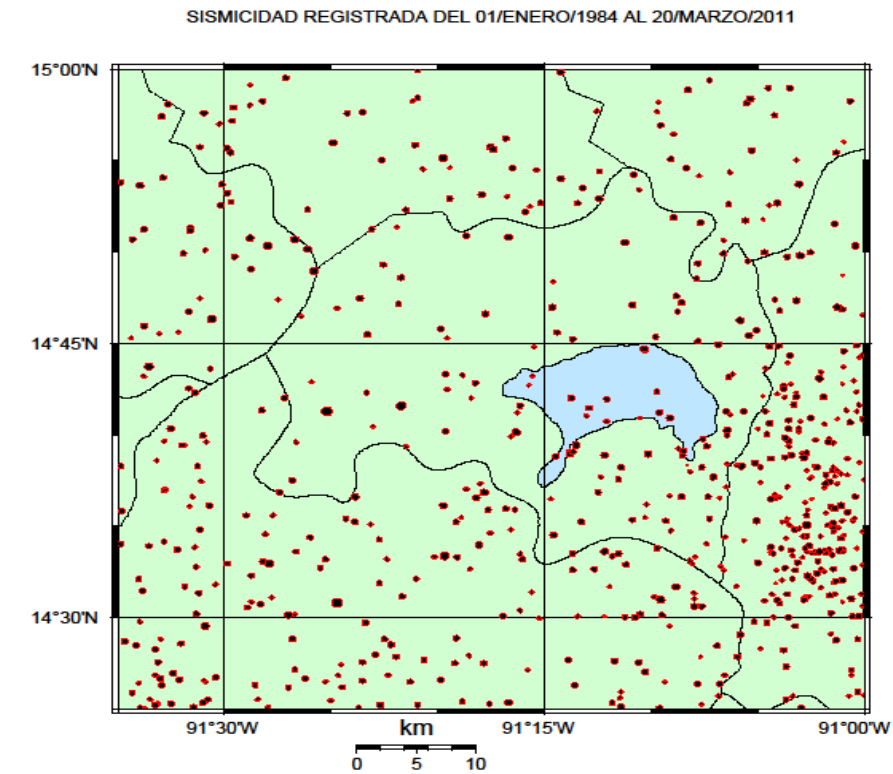 SISMICIDAD REGISTRADA DEL 01/ENERO/1984 AL 20/MARZO/2011
15°00'N
14°45'N
14°30'N
91°30'W
91°15'W
91°00'W
km
0 5 10